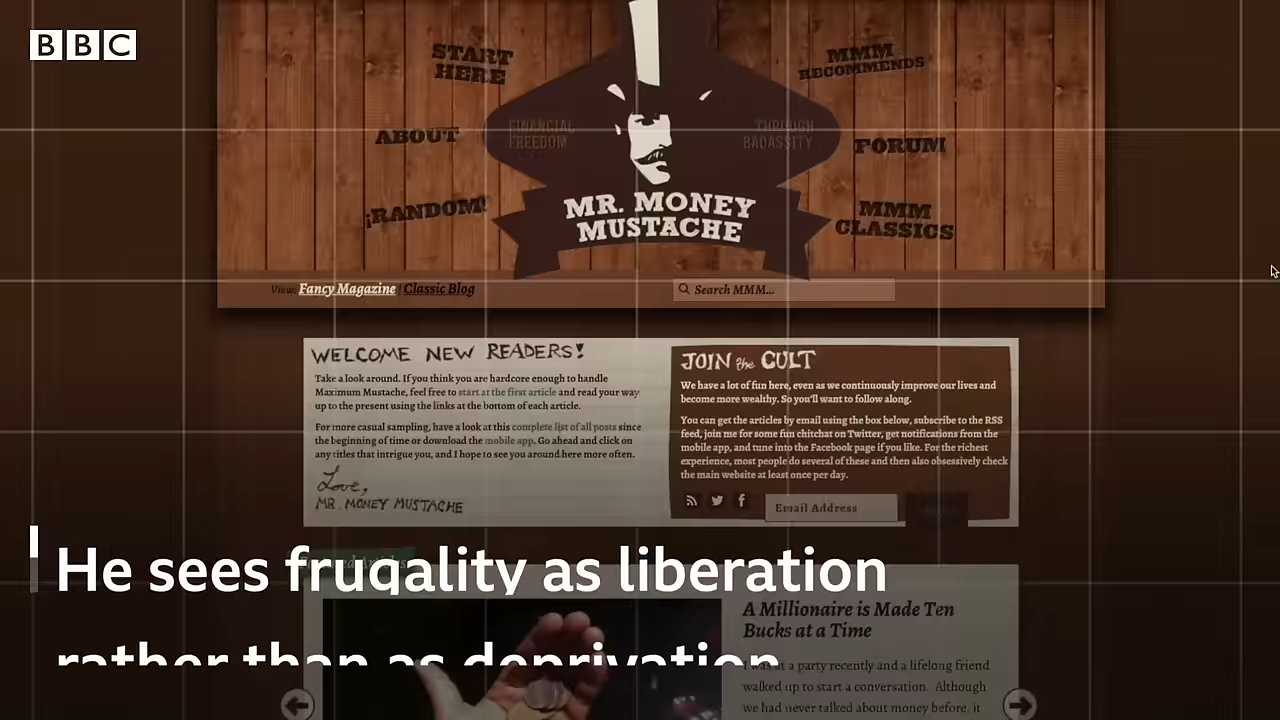 BBC
START
HERE
MMM
RECOMMENDS
FINANCIAL
FREEDOM
THROUGH
BADASSITY
ABOUT
FORUM
¡RANDOM!
MR. MONEY
MUSTACHE
MMM
CLASSICS
View: Fancy Magazine | Classic Blog
Search MMM...
WELCOME NEW READERS!
Take a look around. If you think you are hardcore enough to handle
Maximum Mustache, feel free to start at the first article and read your way
up to the present using the links at the bottom of each article.
For more casual sampling, have a look at this complete list of all posts since
the beginning of time or download the mobile app. Go ahead and click on
any titles that intrigue you, and I hope to see you around here more often.
Love,
MR. MONEY MUSTACHE
JOIN the CULT
We have a lot of fun here, even as we continuously improve our lives and
become more wealthy. So you'll want to follow along.
You can get the articles by email using the box below, subscribe to the RSS
feed, join me for some fun chitchat on Twitter, get notifications from the
mobile app, and tune into the Facebook page if you like. For the richest
experience, most people do several of these and then also obsessively check
the main website at least once per day.
Email Address
He sees frugality as liberation
rather than as deprivation
A Millionaire is Made Ten
Bucks at a Time
I was at a party recently and a lifelong friend
walked up to start a conversation. Although
we had never talked about money before, it